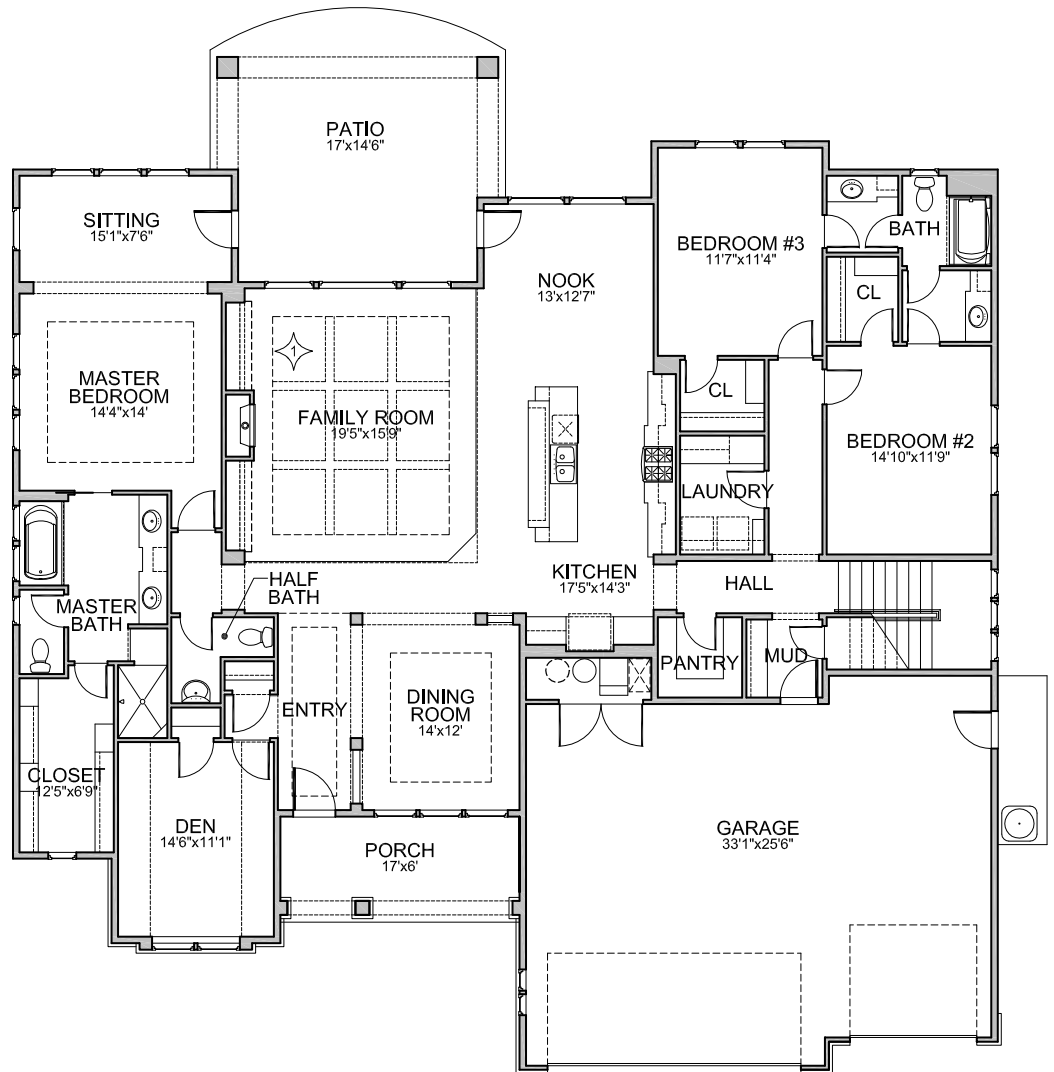 PATIO
17'x14'6"
SITTING
15'1"x7'6"
BEDROOM #3
11'7"x11'4"
BATH
NOOK
13'x12'7"
CL
1
MASTER
BEDROOM
14'4"x14'
FAMILY ROOM
19'5"x15'9"
CL
BEDROOM #2
14'10"x11'9"
LAUNDRY
KITCHEN
17'5"x14'3"
HALL
HALF
BATH
MASTER
BATH
PANTRY
MUD
ENTRY
DINING
ROOM
14'x12'
CLOSET
12'5"x6'9"
DEN
14'6"x11'1"
PORCH
17'x6'
GARAGE
33'1"x25'6"